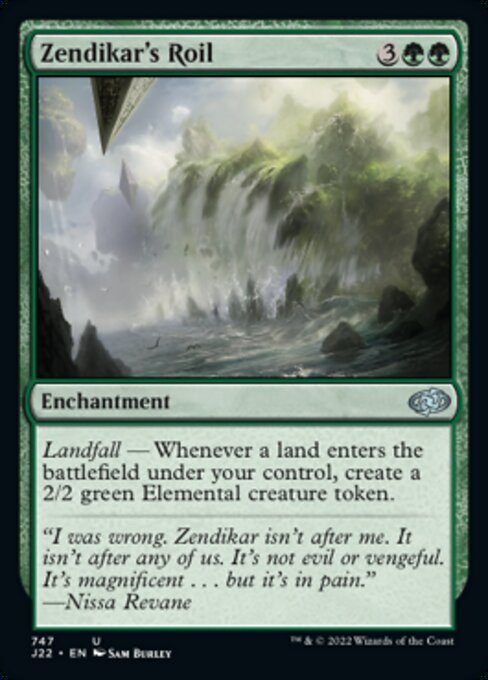 Zendikar's Roil 3
Enchantment
Landfall — Whenever a land enters the
battlefield under your control, create a
2/2 green Elemental creature token.
"I was wrong. Zendikar isn't after me. It
isn't after any of us. It's not evil or vengeful.
It's magnificent . . . but it's in pain."
—Nissa Revane
747 U
J22 • EN Sam Burley
™ & © 2022 Wizards of the Coast